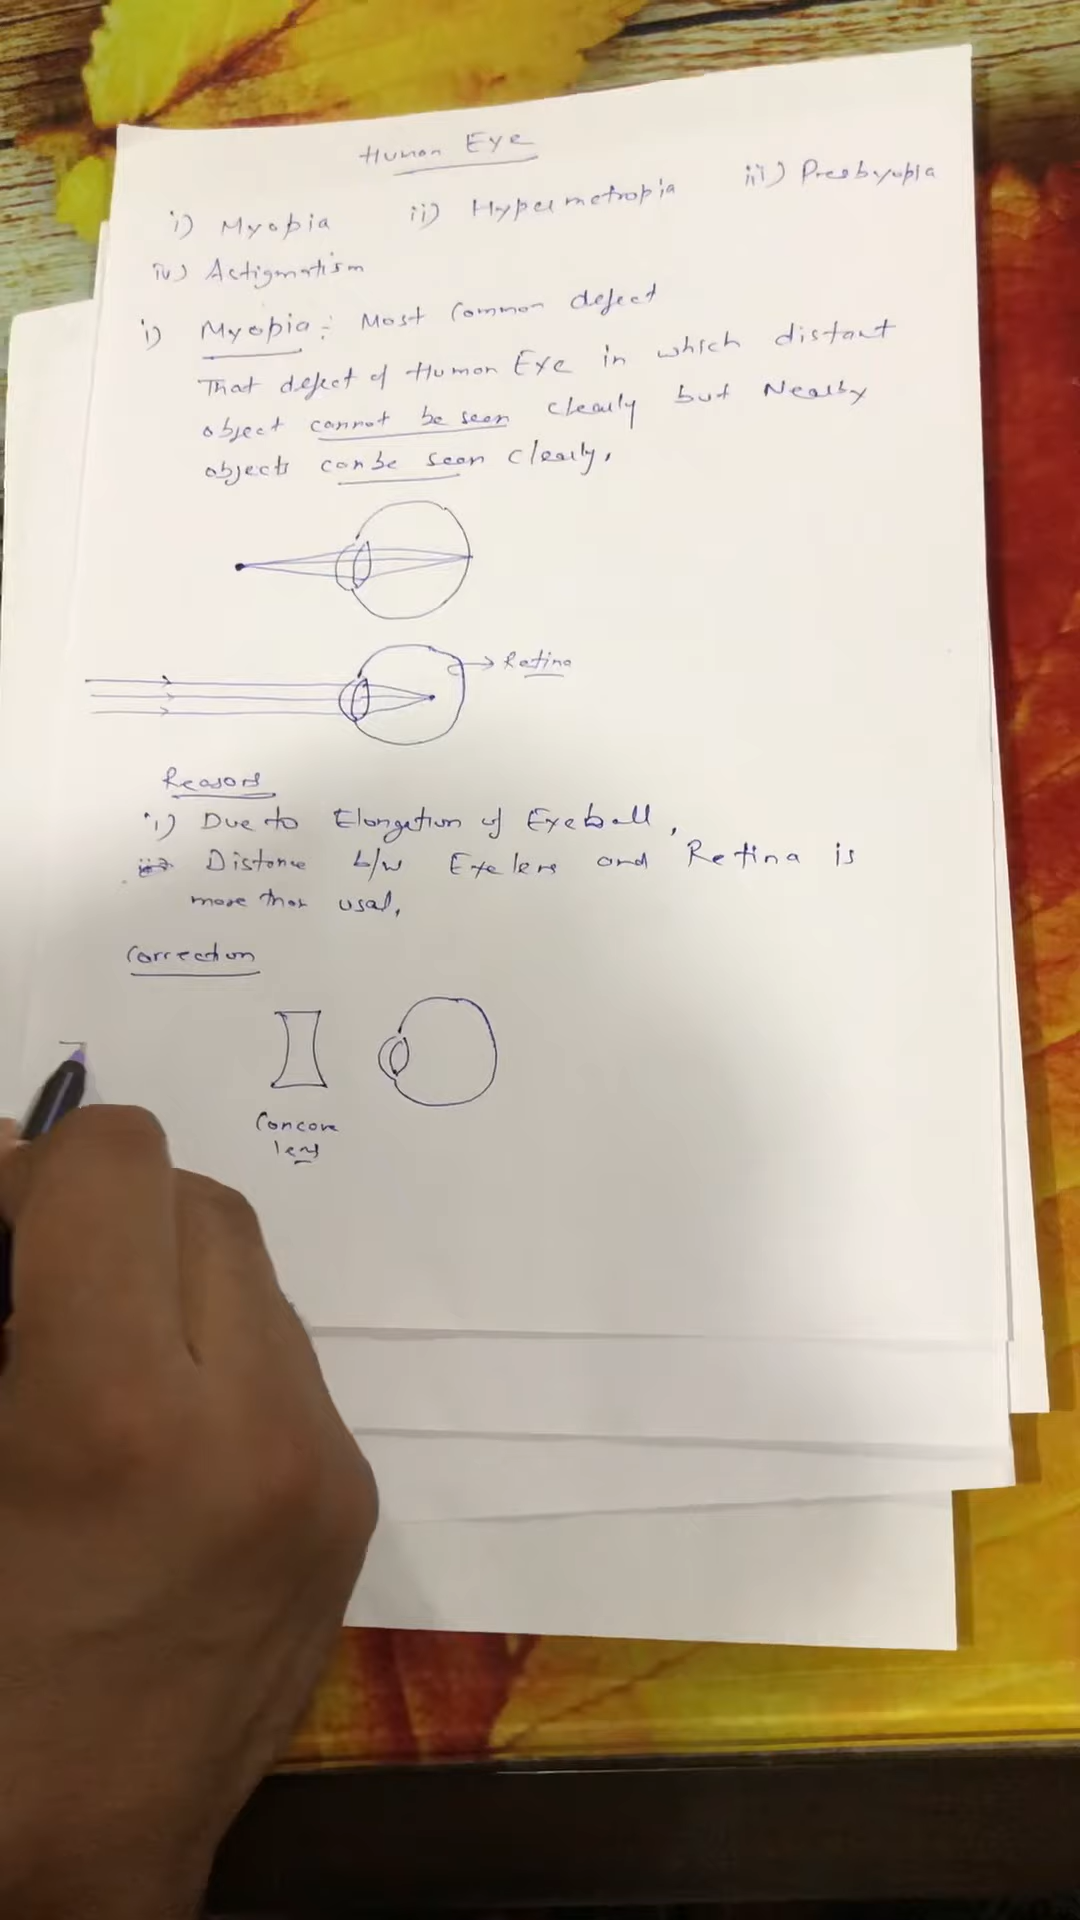 Human Eye
i) Myopia ii) Hypermetropia iii) Presbyopia
iv) Astigmatism
i) Myopia: Most Common defect
That defect of Human Eye in which distant
object cannot be seen clearly but Nearby
objects can be seen clearly.
→ Retina
Reasons
i) Due to Elongation of Eyeball,
Distance b/w Eye lens and Retina is
more than usal.
Correction
Concave
lens